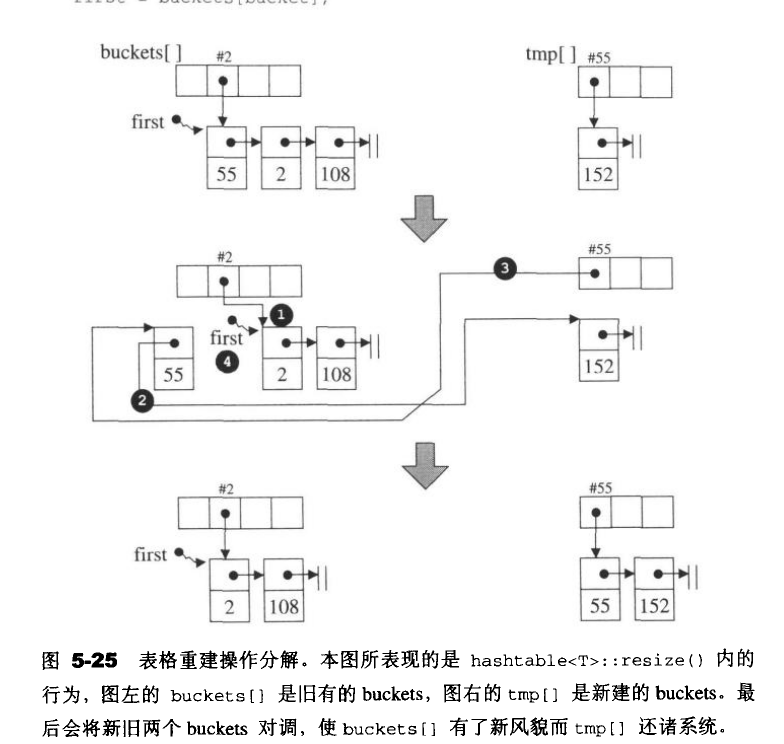 first = buckets[bucket];
buckets[ ] #2 tmp[ ] #55
first
55 2 108 152
#2 #55
3
1
first
4
55 2 108 152
2
#2 #55
first
2 108 55 152
图 5-25 表格重建操作分解。本图所表现的是 hashtable<T>::resize() 内的
行为，图左的 buckets[] 是旧有的 buckets，图右的 tmp[] 是新建的 buckets。最
后会将新旧两个 buckets 对调，使 buckets[] 有了新风貌而 tmp[] 还诸系统。